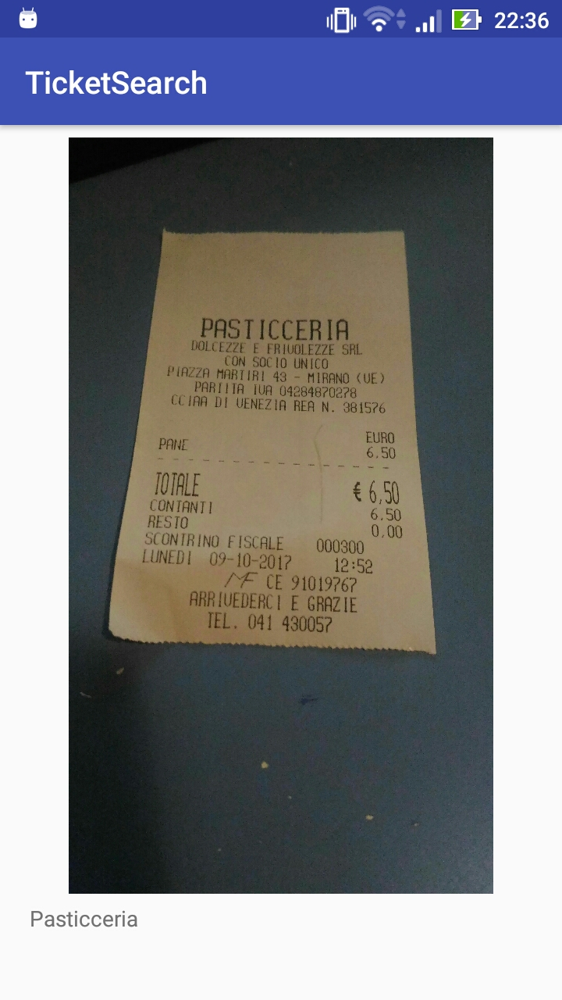 22:36
TicketSearch
PASTICCERIA
DOLCEZZE E FRIVOLEZZE SRL
CON SOCIO UNICO
PIAZZA MARTIRI 43 - MIRANO (VE)
PARTITA IVA 04284870278
CCIAA DI VENEZIA REA N. 381576
EURO
PANE 6.50
TOTALE € 6,50
CONTANTI 6.50
RESTO 0.00
SCONTRINO FISCALE 000300
LUNEDI 09-10-2017 12:52
MF CE 91019767
ARRIVEDERCI E GRAZIE
TEL. 041 430057
Pasticceria